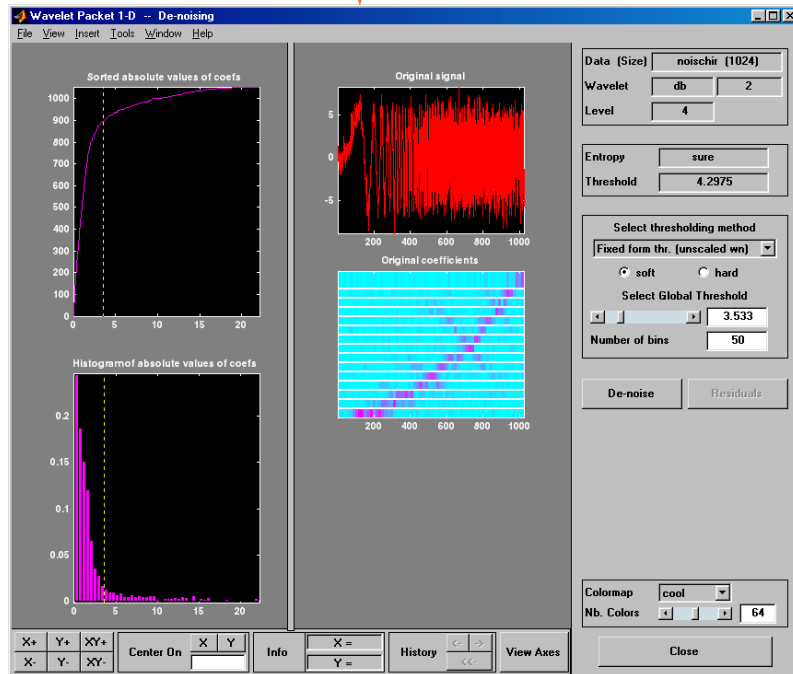 Wavelet Packet 1-D -- De-noising
File View Insert Tools Window Help
Sorted absolute values of coefs
1000
900
800
700
600
500
400
300
200
100
0
0 5 10 15 20
Histogramof absolute values of coefs
0.2
0.15
0.1
0.05
0
0 5 10 15 20
Original signal
5
0
-5
200 400 600 800 1000
Original coefficients
200 400 600 800 1000
Data (Size) noischir (1024)
Wavelet db 2
Level 4
Entropy sure
Threshold 4.2975
Select thresholding method
Fixed form thr. (unscaled wn)
soft hard
Select Global Threshold
3.533
Number of bins 50
De-noise Residuals
Colormap cool
Nb. Colors 64
Close
X+ Y+ XY+
X- Y- XY-
Center On X Y
Info X =
Y =
History <- ->
<<-
View Axes